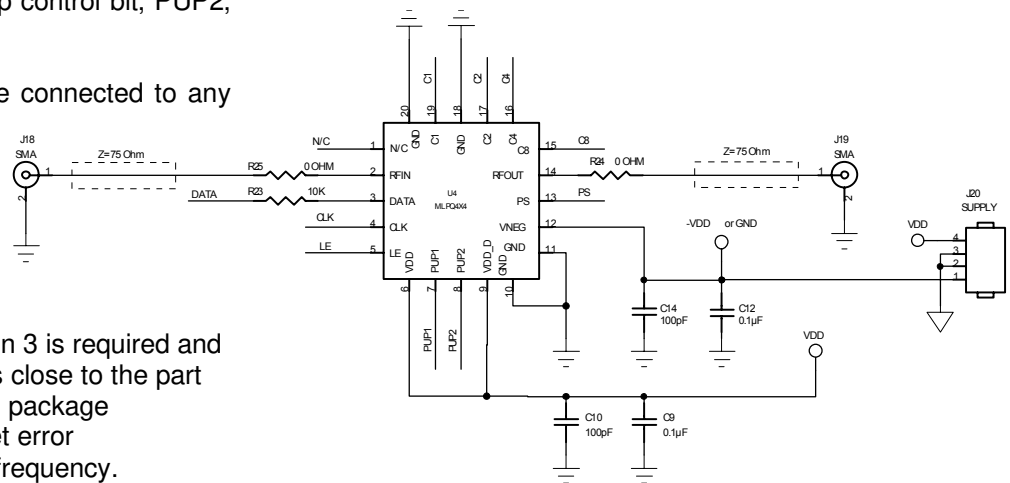 p control bit, PUP2,
e connected to any
n 3 is required and
s close to the part
package
et error
frequency.
C1
C2
C4
20
19
18
17
16
GND
C1
GND
C2
C4
J18
SMA
1
2
Z=75 Ohm
N/C
R25
0 OHM
DATA
R23
10K
CLK
LE
1
2
3
4
5
N/C
RFIN
DATA
CLK
LE
U4
MLPQ4X4
C8
RFOUT
PS
VNEG
GND
15
14
13
12
11
C8
R24
0 OHM
PS
Z=75 Ohm
J19
SMA
1
2
VDD
PUP1
PUP2
VDD_D
GND
6
7
8
9
10
PUP1
PUP2
-VDD or GND
J20
SUPPLY
VDD
4
3
2
1
C14
100pF
C12
0.1µF
VDD
C10
100pF
C9
0.1µF